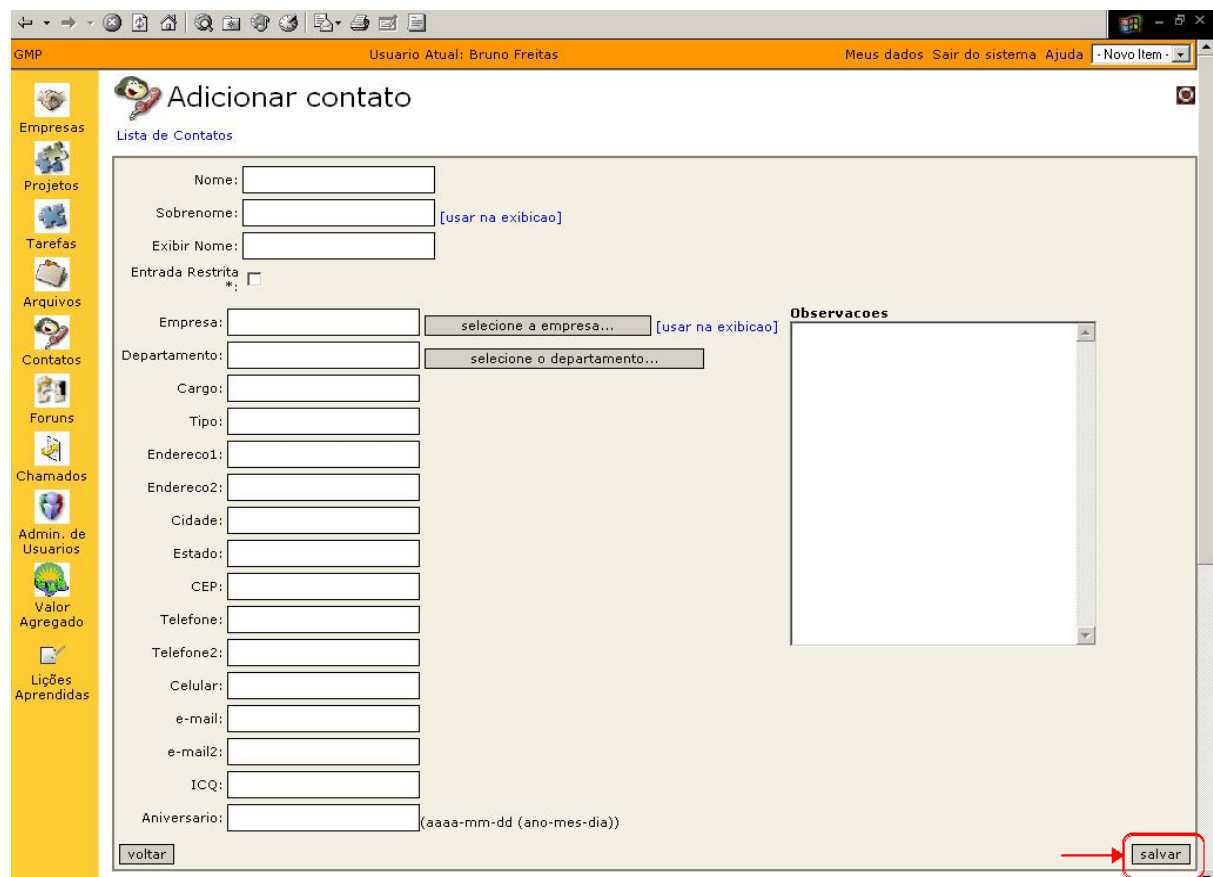 GMP Usuario Atual: Bruno Freitas Meus dados Sair do sistema Ajuda - Novo Item -
Empresas
Projetos
Tarefas
Arquivos
Contatos
Foruns
Chamados
Admin. de
Usuarios
Valor
Agregado
Lições
Aprendidas
Adicionar contato
Lista de Contatos
Nome:
Sobrenome: [usar na exibicao]
Exibir Nome:
Entrada Restrita
*:
Empresa: selecione a empresa... [usar na exibicao]
Departamento: selecione o departamento...
Cargo:
Tipo:
Endereco1:
Endereco2:
Cidade:
Estado:
CEP:
Telefone:
Telefone2:
Celular:
e-mail:
e-mail2:
ICQ:
Aniversario: (aaaa-mm-dd (ano-mes-dia))
Observacoes
voltar salvar